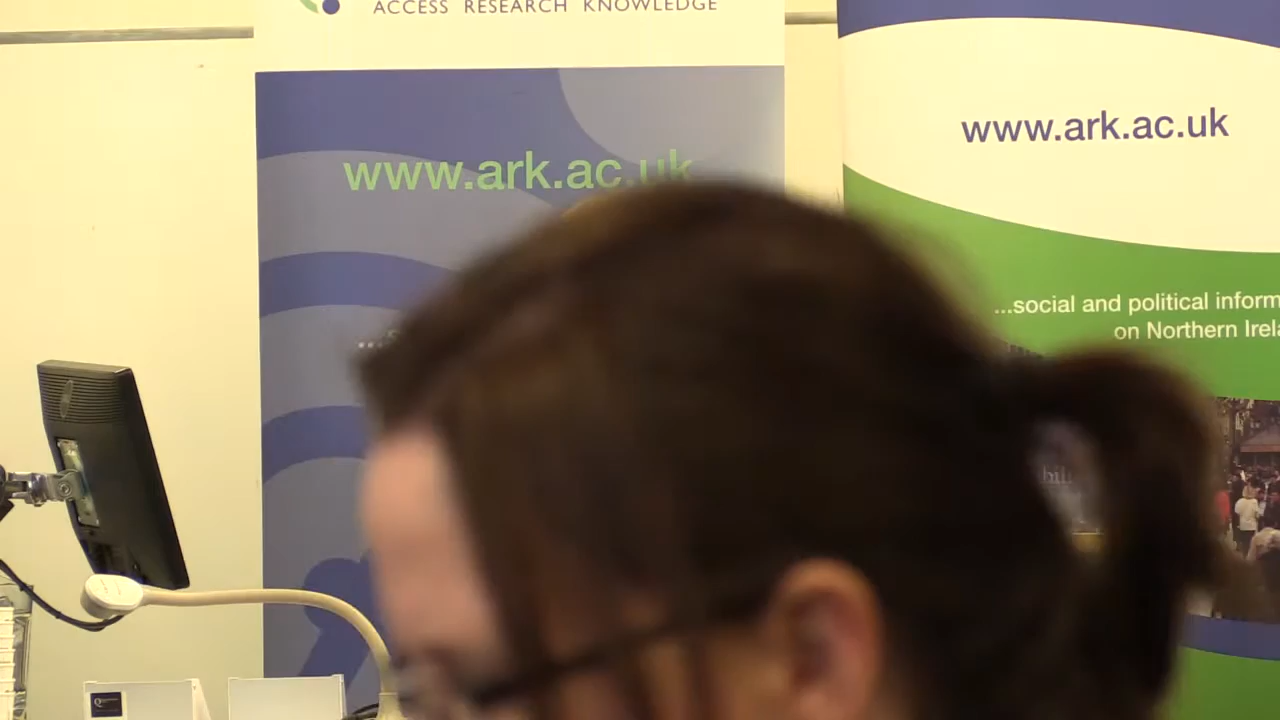 ACCESS RESEARCH KNOWLEDGE
www.ark.ac.uk
www.ark.ac.uk
...social and political inform
on Northern Irela